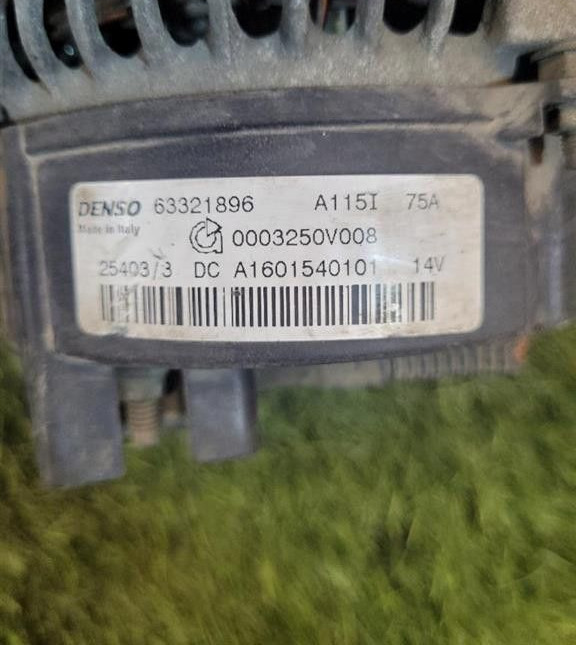 DENSO 63321896 A115I 75A
Made in Italy
0003250V008
25403/3 DC A1601540101 14V